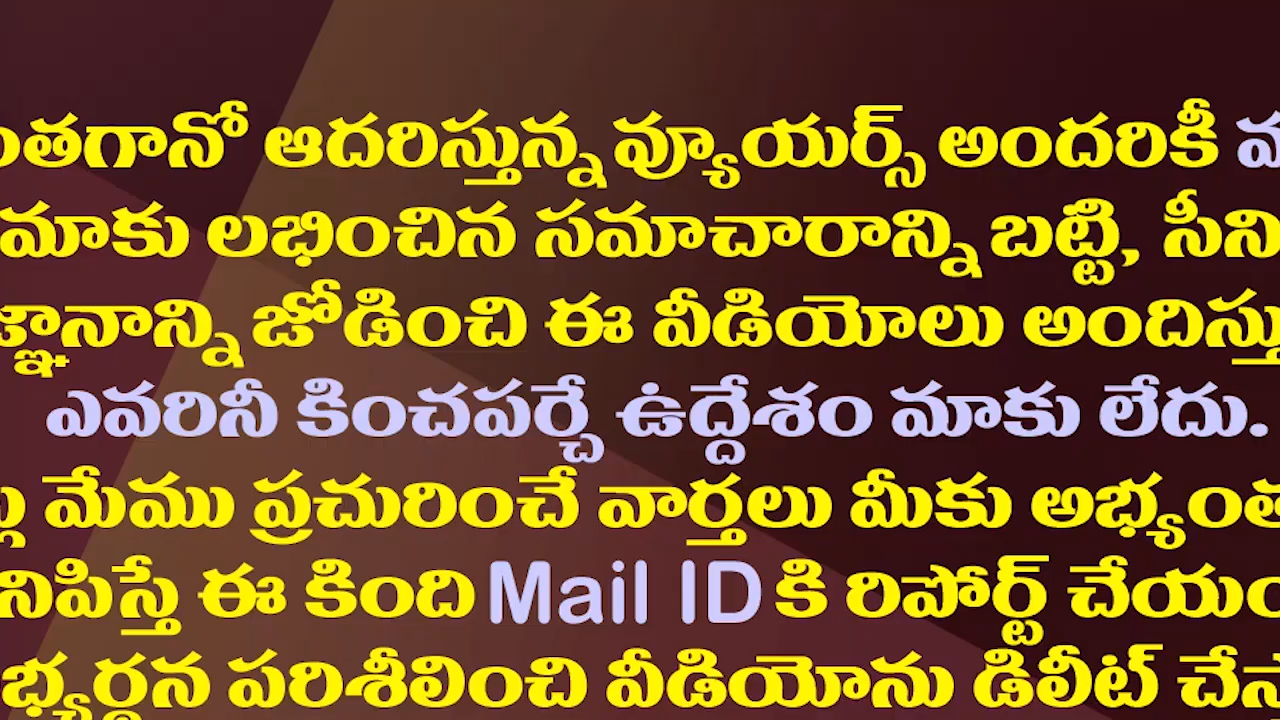 ంతగానో ఆదరిస్తున్న వ్యూయర్స్ అందరికీ
మాకు లభించిన సమాచారాన్ని బట్టి, సీని
జ్ఞానాన్ని జోడించి ఈ వీడియోలు అందిస్తు
ఎవరినీ కించపర్చే ఉద్దేశం మాకు లేదు.
మేము ప్రచురించే వార్తలు మీకు అభ్యంత
నిపిస్తే ఈ కింది Mail ID కి రిపోర్ట్ చేయం
భ్యర్థన పరిశీలించి వీడియోను డిలీట్ చేస